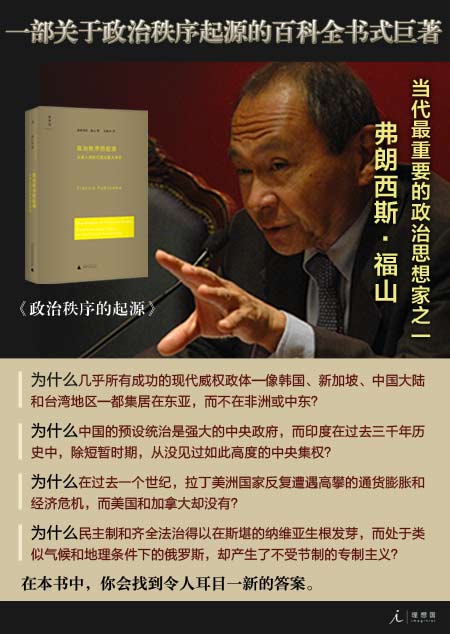 一部关于政治秩序起源的百科全书式巨著
当代最重要的政治思想家之一
弗朗西斯·福山
政治秩序的起源
Francis Fukuyama
《政治秩序的起源》
为什么几乎所有成功的现代威权政体—像韩国、新加坡、中国大陆
和台湾地区—都集居在东亚，而不在非洲或中东？
为什么中国的预设统治是强大的中央政府，而印度在过去三千年历
史中，除短暂时期，从没见过如此高度的中央集权？
为什么在过去一个世纪，拉丁美洲国家反复遭遇高攀的通货膨胀和
经济危机，而美国和加拿大却没有？
为什么民主制和齐全法治得以在斯堪的纳维亚生根发芽，而处于类
似气候和地理条件下的俄罗斯，却产生了不受节制的专制主义？
在本书中，你会找到令人耳目一新的答案。
理想国
imaginist